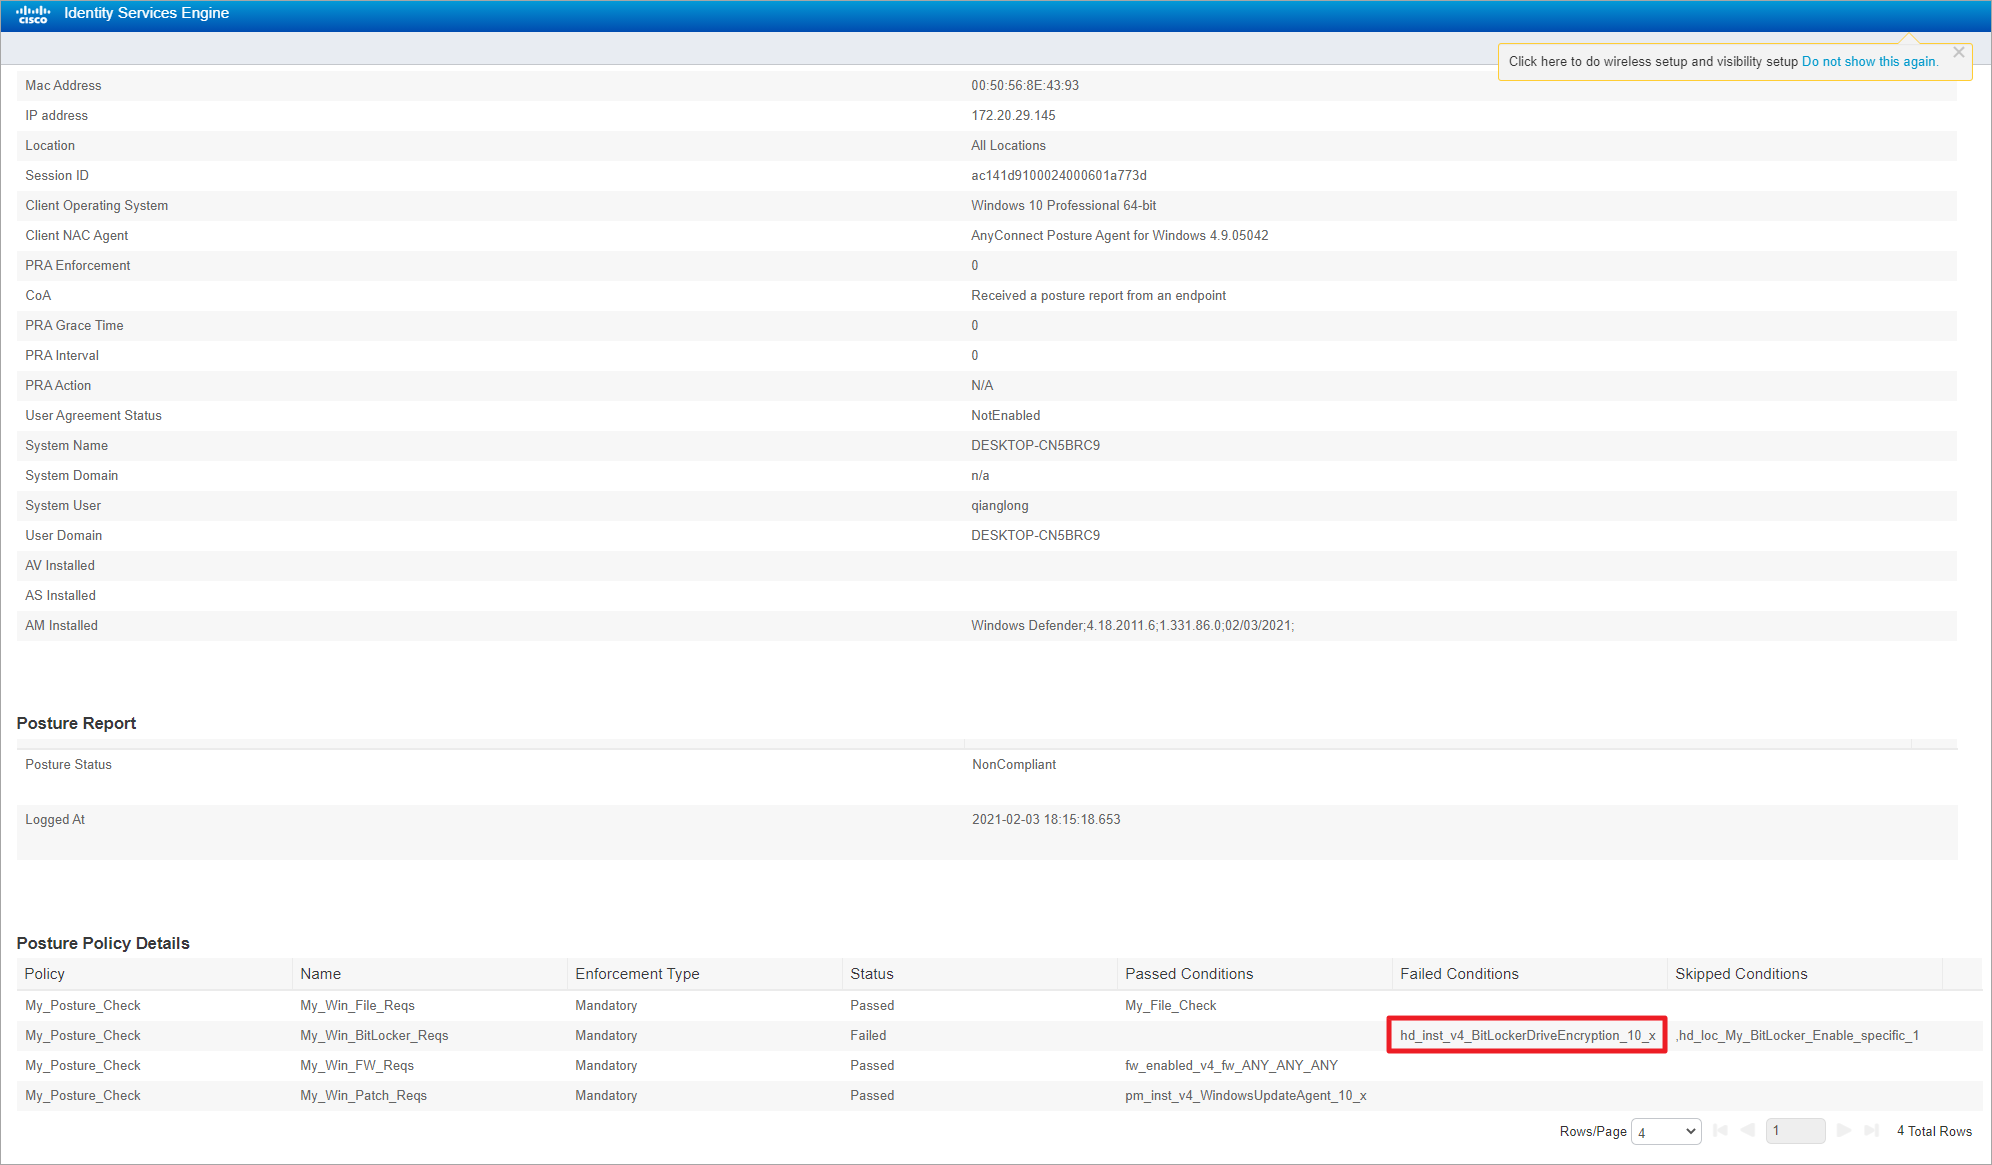 cisco Identity Services Engine
Click here to do wireless setup and visibility setup Do not show this again.
Mac Address 00:50:56:8E:43:93
IP address 172.20.29.145
Location All Locations
Session ID ac141d9100024000601a773d
Client Operating System Windows 10 Professional 64-bit
Client NAC Agent AnyConnect Posture Agent for Windows 4.9.05042
PRA Enforcement 0
CoA Received a posture report from an endpoint
PRA Grace Time 0
PRA Interval 0
PRA Action N/A
User Agreement Status NotEnabled
System Name DESKTOP-CN5BRC9
System Domain n/a
System User qianglong
User Domain DESKTOP-CN5BRC9
AV Installed
AS Installed
AM Installed Windows Defender;4.18.2011.6;1.331.86.0;02/03/2021;
Posture Report
Posture Status NonCompliant
Logged At 2021-02-03 18:15:18.653
Posture Policy Details
Policy Name Enforcement Type Status Passed Conditions Failed Conditions Skipped Conditions
My_Posture_Check My_Win_File_Reqs Mandatory Passed My_File_Check
My_Posture_Check My_Win_BitLocker_Reqs Mandatory Failed hd_inst_v4_BitLockerDriveEncryption_10_x ,hd_loc_My_BitLocker_Enable_specific_1
My_Posture_Check My_Win_FW_Reqs Mandatory Passed fw_enabled_v4_fw_ANY_ANY_ANY
My_Posture_Check My_Win_Patch_Reqs Mandatory Passed pm_inst_v4_WindowsUpdateAgent_10_x
Rows/Page 4 1 4 Total Rows